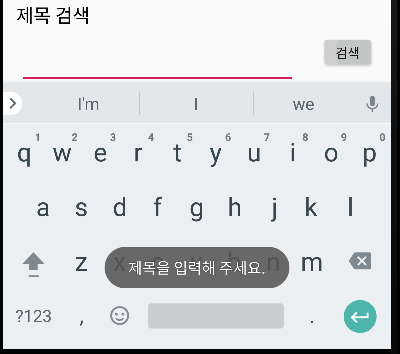 제목 검색
검색
I'm I we
1 2 3 4 5 6 7 8 9 0
q w e r t y u i o p
a s d f g h j k l
z x n m
제목을 입력해 주세요.
?123 , .